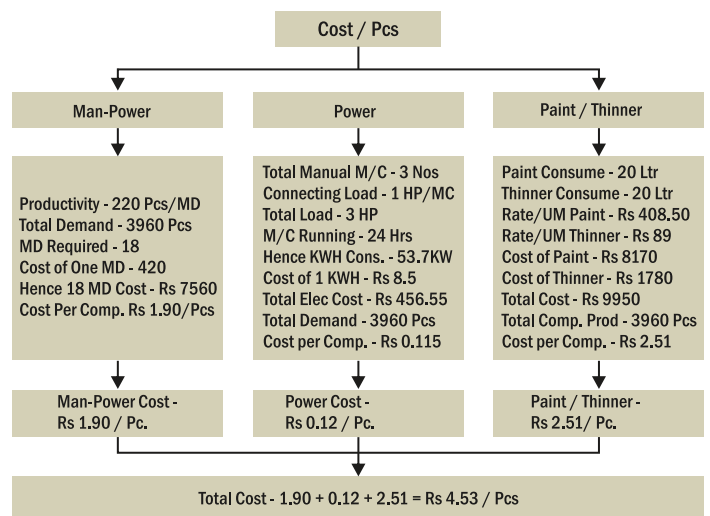 Cost / Pcs
Man-Power
Power
Paint / Thinner
Productivity - 220 Pcs/MD
Total Demand - 3960 Pcs
MD Required - 18
Cost of One MD - 420
Hence 18 MD Cost - Rs 7560
Cost Per Comp. Rs 1.90/Pcs
Total Manual M/C - 3 Nos
Connecting Load - 1 HP/MC
Total Load - 3 HP
M/C Running - 24 Hrs
Hence KWH Cons. - 53.7KW
Cost of 1 KWH - Rs 8.5
Total Elec Cost - Rs 456.55
Total Demand - 3960 Pcs
Cost per Comp. - Rs 0.115
Paint Consume - 20 Ltr
Thinner Consume - 20 Ltr
Rate/UM Paint - Rs 408.50
Rate/UM Thinner - Rs 89
Cost of Paint - Rs 8170
Cost of Thinner - Rs 1780
Total Cost - Rs 9950
Total Comp. Prod - 3960 Pcs
Cost per Comp. - Rs 2.51
Man-Power Cost -
Rs 1.90 / Pc.
Power Cost -
Rs 0.12 / Pc.
Paint / Thinner -
Rs 2.51/ Pc.
Total Cost - 1.90 + 0.12 + 2.51 = Rs 4.53 / Pcs